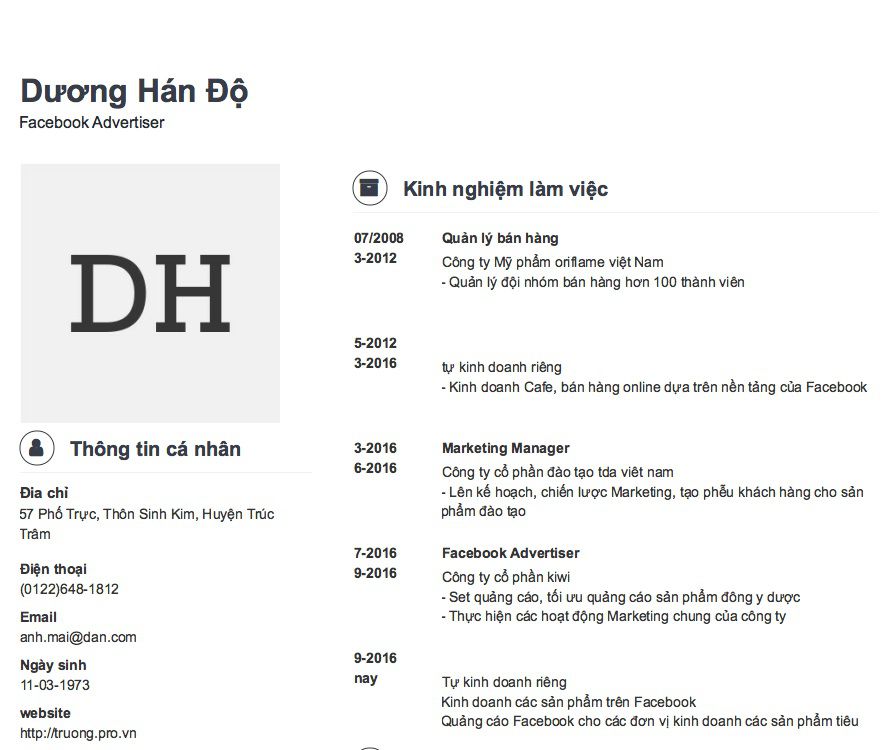 Dương Hán Độ
Facebook Advertiser
DH
Thông tin cá nhân
Đia chỉ
57 Phố Trực, Thôn Sinh Kim, Huyện Trúc
Trâm
Điện thoại
(0122)648-1812
Email
anh.mai@dan.com
Ngày sinh
11-03-1973
website
http://truong.pro.vn
Kinh nghiệm làm việc
07/2008
3-2012
Quản lý bán hàng
Công ty Mỹ phẩm oriflame việt Nam
- Quản lý đội nhóm bán hàng hơn 100 thành viên
5-2012
3-2016
tự kinh doanh riêng
- Kinh doanh Cafe, bán hàng online dựa trên nền tảng của Facebook
3-2016
6-2016
Marketing Manager
Công ty cổ phần đào tạo tda viêt nam
- Lên kế hoạch, chiến lược Marketing, tạo phễu khách hàng cho sản
phẩm đào tạo
7-2016
9-2016
Facebook Advertiser
Công ty cổ phần kiwi
- Set quảng cáo, tối ưu quảng cáo sản phẩm đông y dược
- Thực hiện các hoạt động Marketing chung của công ty
9-2016
nay
Tự kinh doanh riêng
Kinh doanh các sản phẩm trên Facebook
Quảng cáo Facebook cho các đơn vị kinh doanh các sản phẩm tiêu